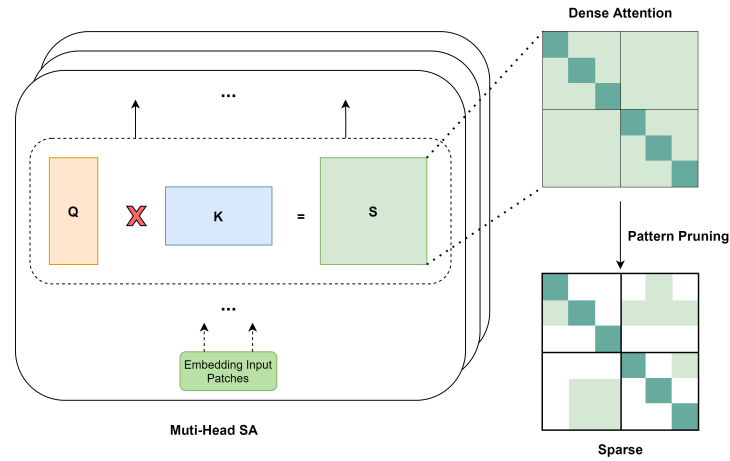 Dense Attention
...
Q
X
K
=
S
Pattern Pruning
...
Embedding Input
Patches
Muti-Head SA
Sparse